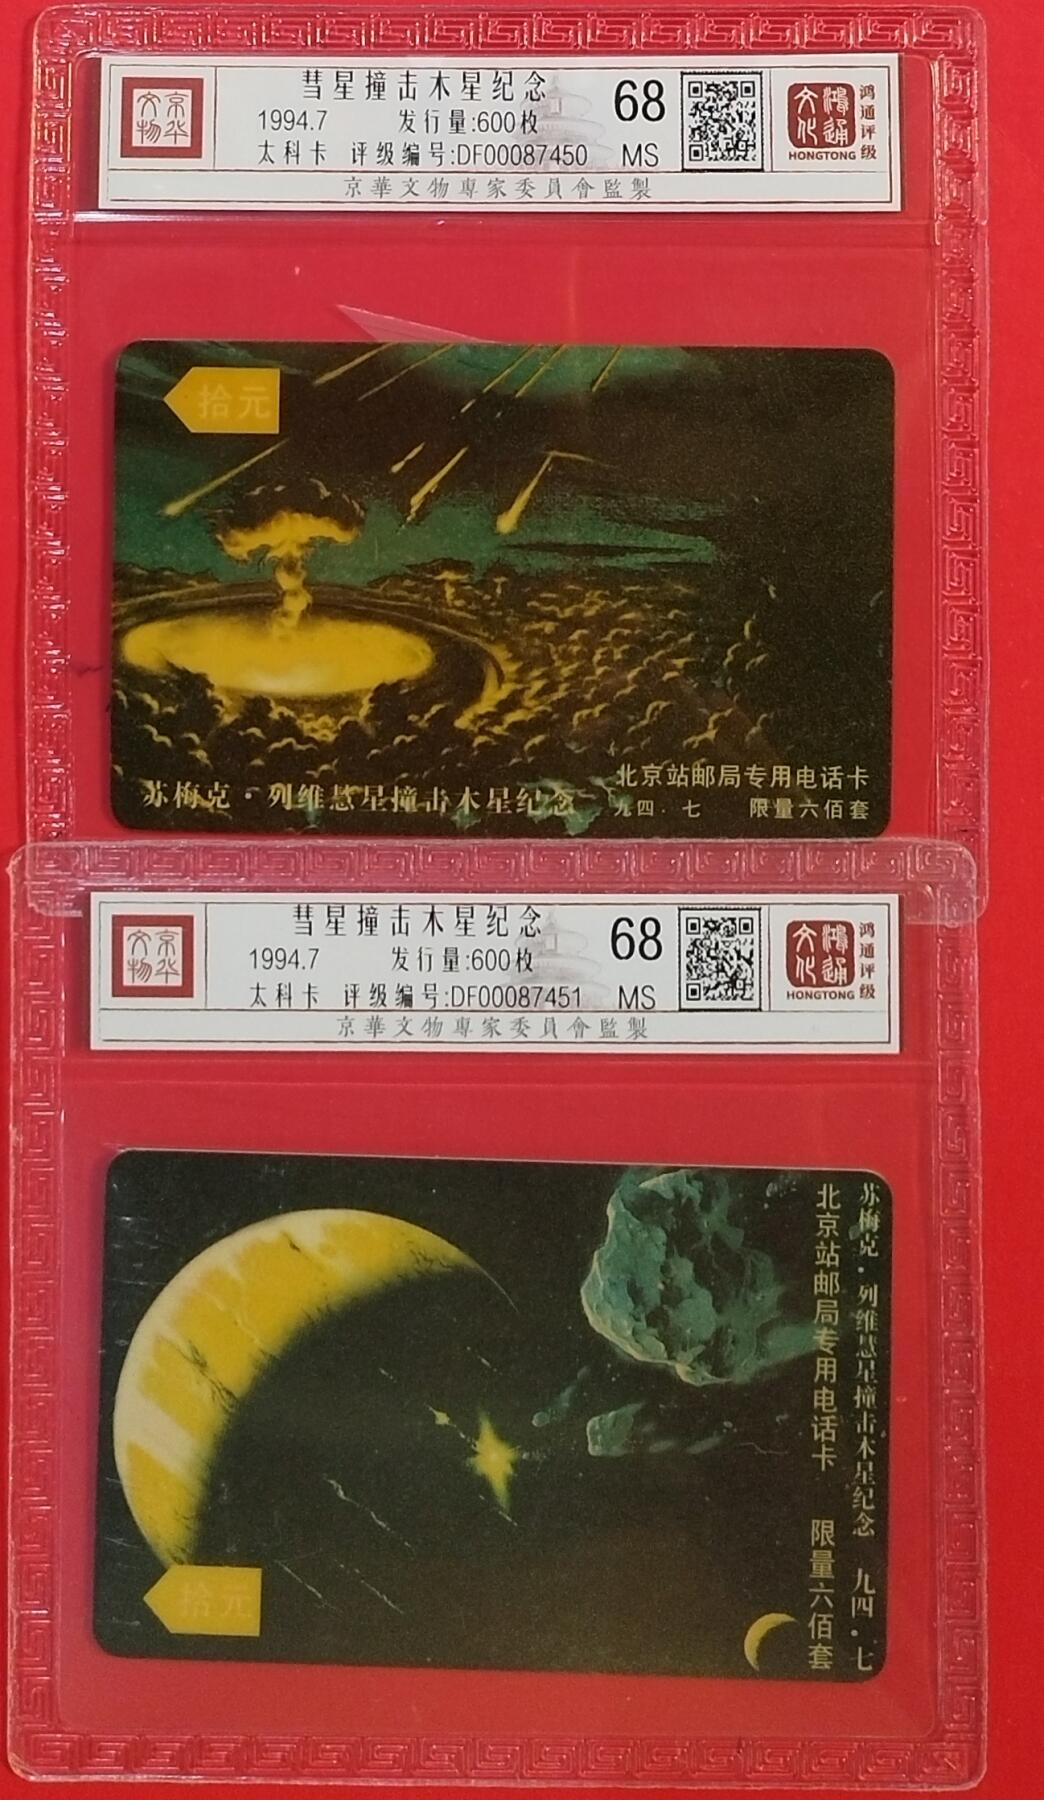 京华
文物
彗星撞击木星纪念
1994.7 发行量:600枚
太科卡 评级编号:DF00087450
68
MS
鸿通
文化
HONGTONG
鸿通评级
京華文物專家委員會監製
拾元
苏梅克·列维慧星撞击木星纪念
北京站邮局专用电话卡
九四.七 限量六佰套
京华
文物
彗星撞击木星纪念
1994.7 发行量:600枚
太科卡 评级编号:DF00087451
68
MS
鸿通
文化
HONGTONG
鸿通评级
京華文物專家委員會監製
苏梅克·列维慧星撞击木星纪念 九四·七
北京站邮局专用电话卡 限量六佰套
拾元